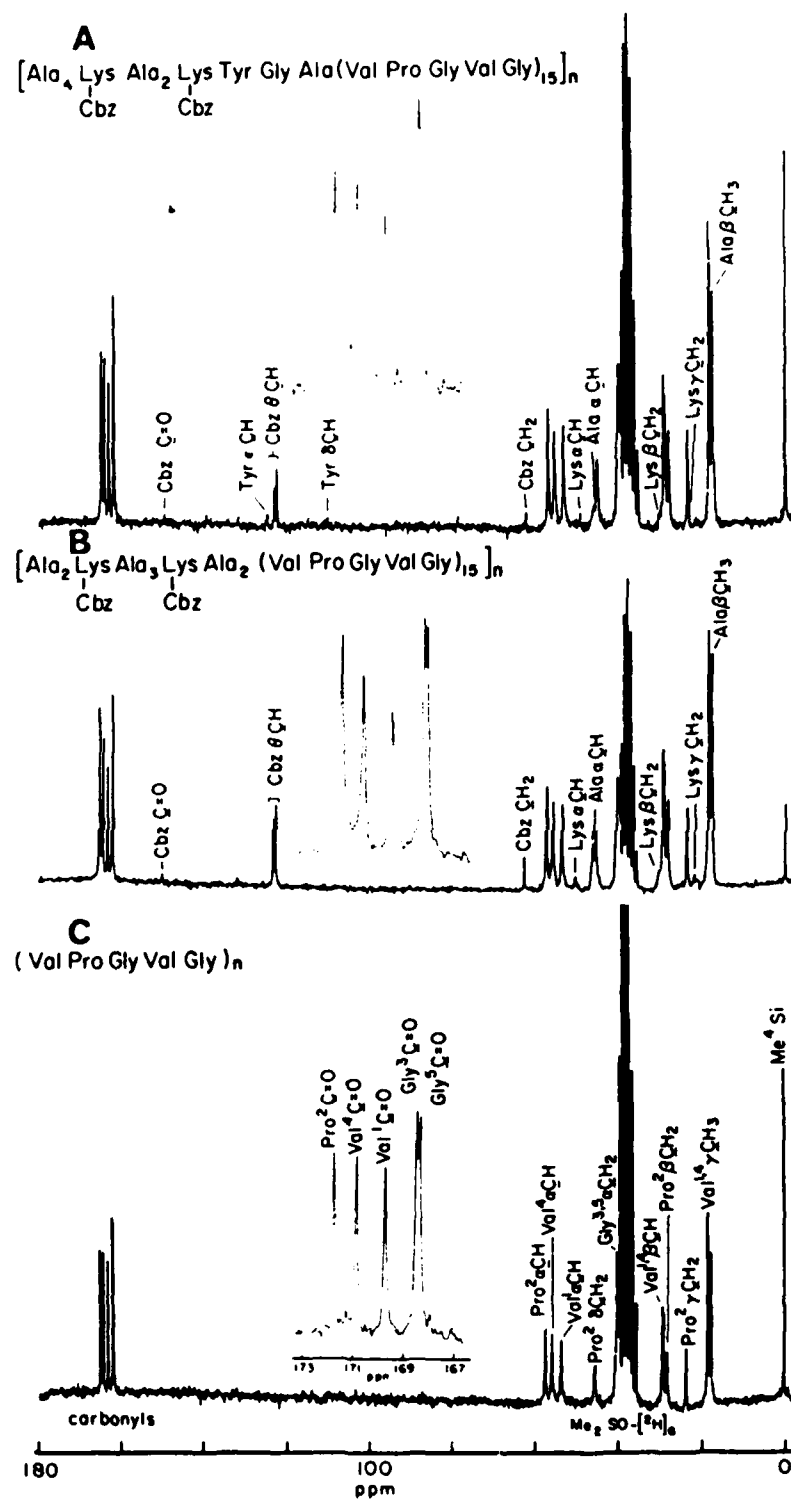 A
[Ala₄ Lys Ala₂ Lys Tyr Gly Ala (Val Pro Gly Val Gly)₁₅]n
Cbz Cbz
Cbz C=O
Tyr ε CH
Cbz θ CH
Tyr δ CH
Cbz CH₂
Lys α CH
Ala α CH
Lys β CH₂
Lys γ CH₂
Ala β CH₃
B
[Ala₂ Lys Ala₃ Lys Ala₂ (Val Pro Gly Val Gly)₁₅]n
Cbz Cbz
Cbz C=O
Cbz θ CH
Cbz CH₂
Lys α CH
Ala α CH
Lys β CH₂
Lys γ CH₂
Ala β CH₃
C
(Val Pro Gly Val Gly)n
Pro² C=O
Val⁴ C=O
Val¹ C=O
Gly³ C=O
Gly⁵ C=O
173 171 169 167
ppm
Pro² α CH
Val⁴ α CH
Val¹ α CH
Pro² δ CH₂
Gly³,⁵ α CH₂
Val¹,⁴ β CH
Pro² β CH₂
Pro² γ CH₂
Val¹,⁴ γ CH₃
Me⁴ Si
carbonyls
Me₂ SO-[²H]₆
180 100 0
ppm